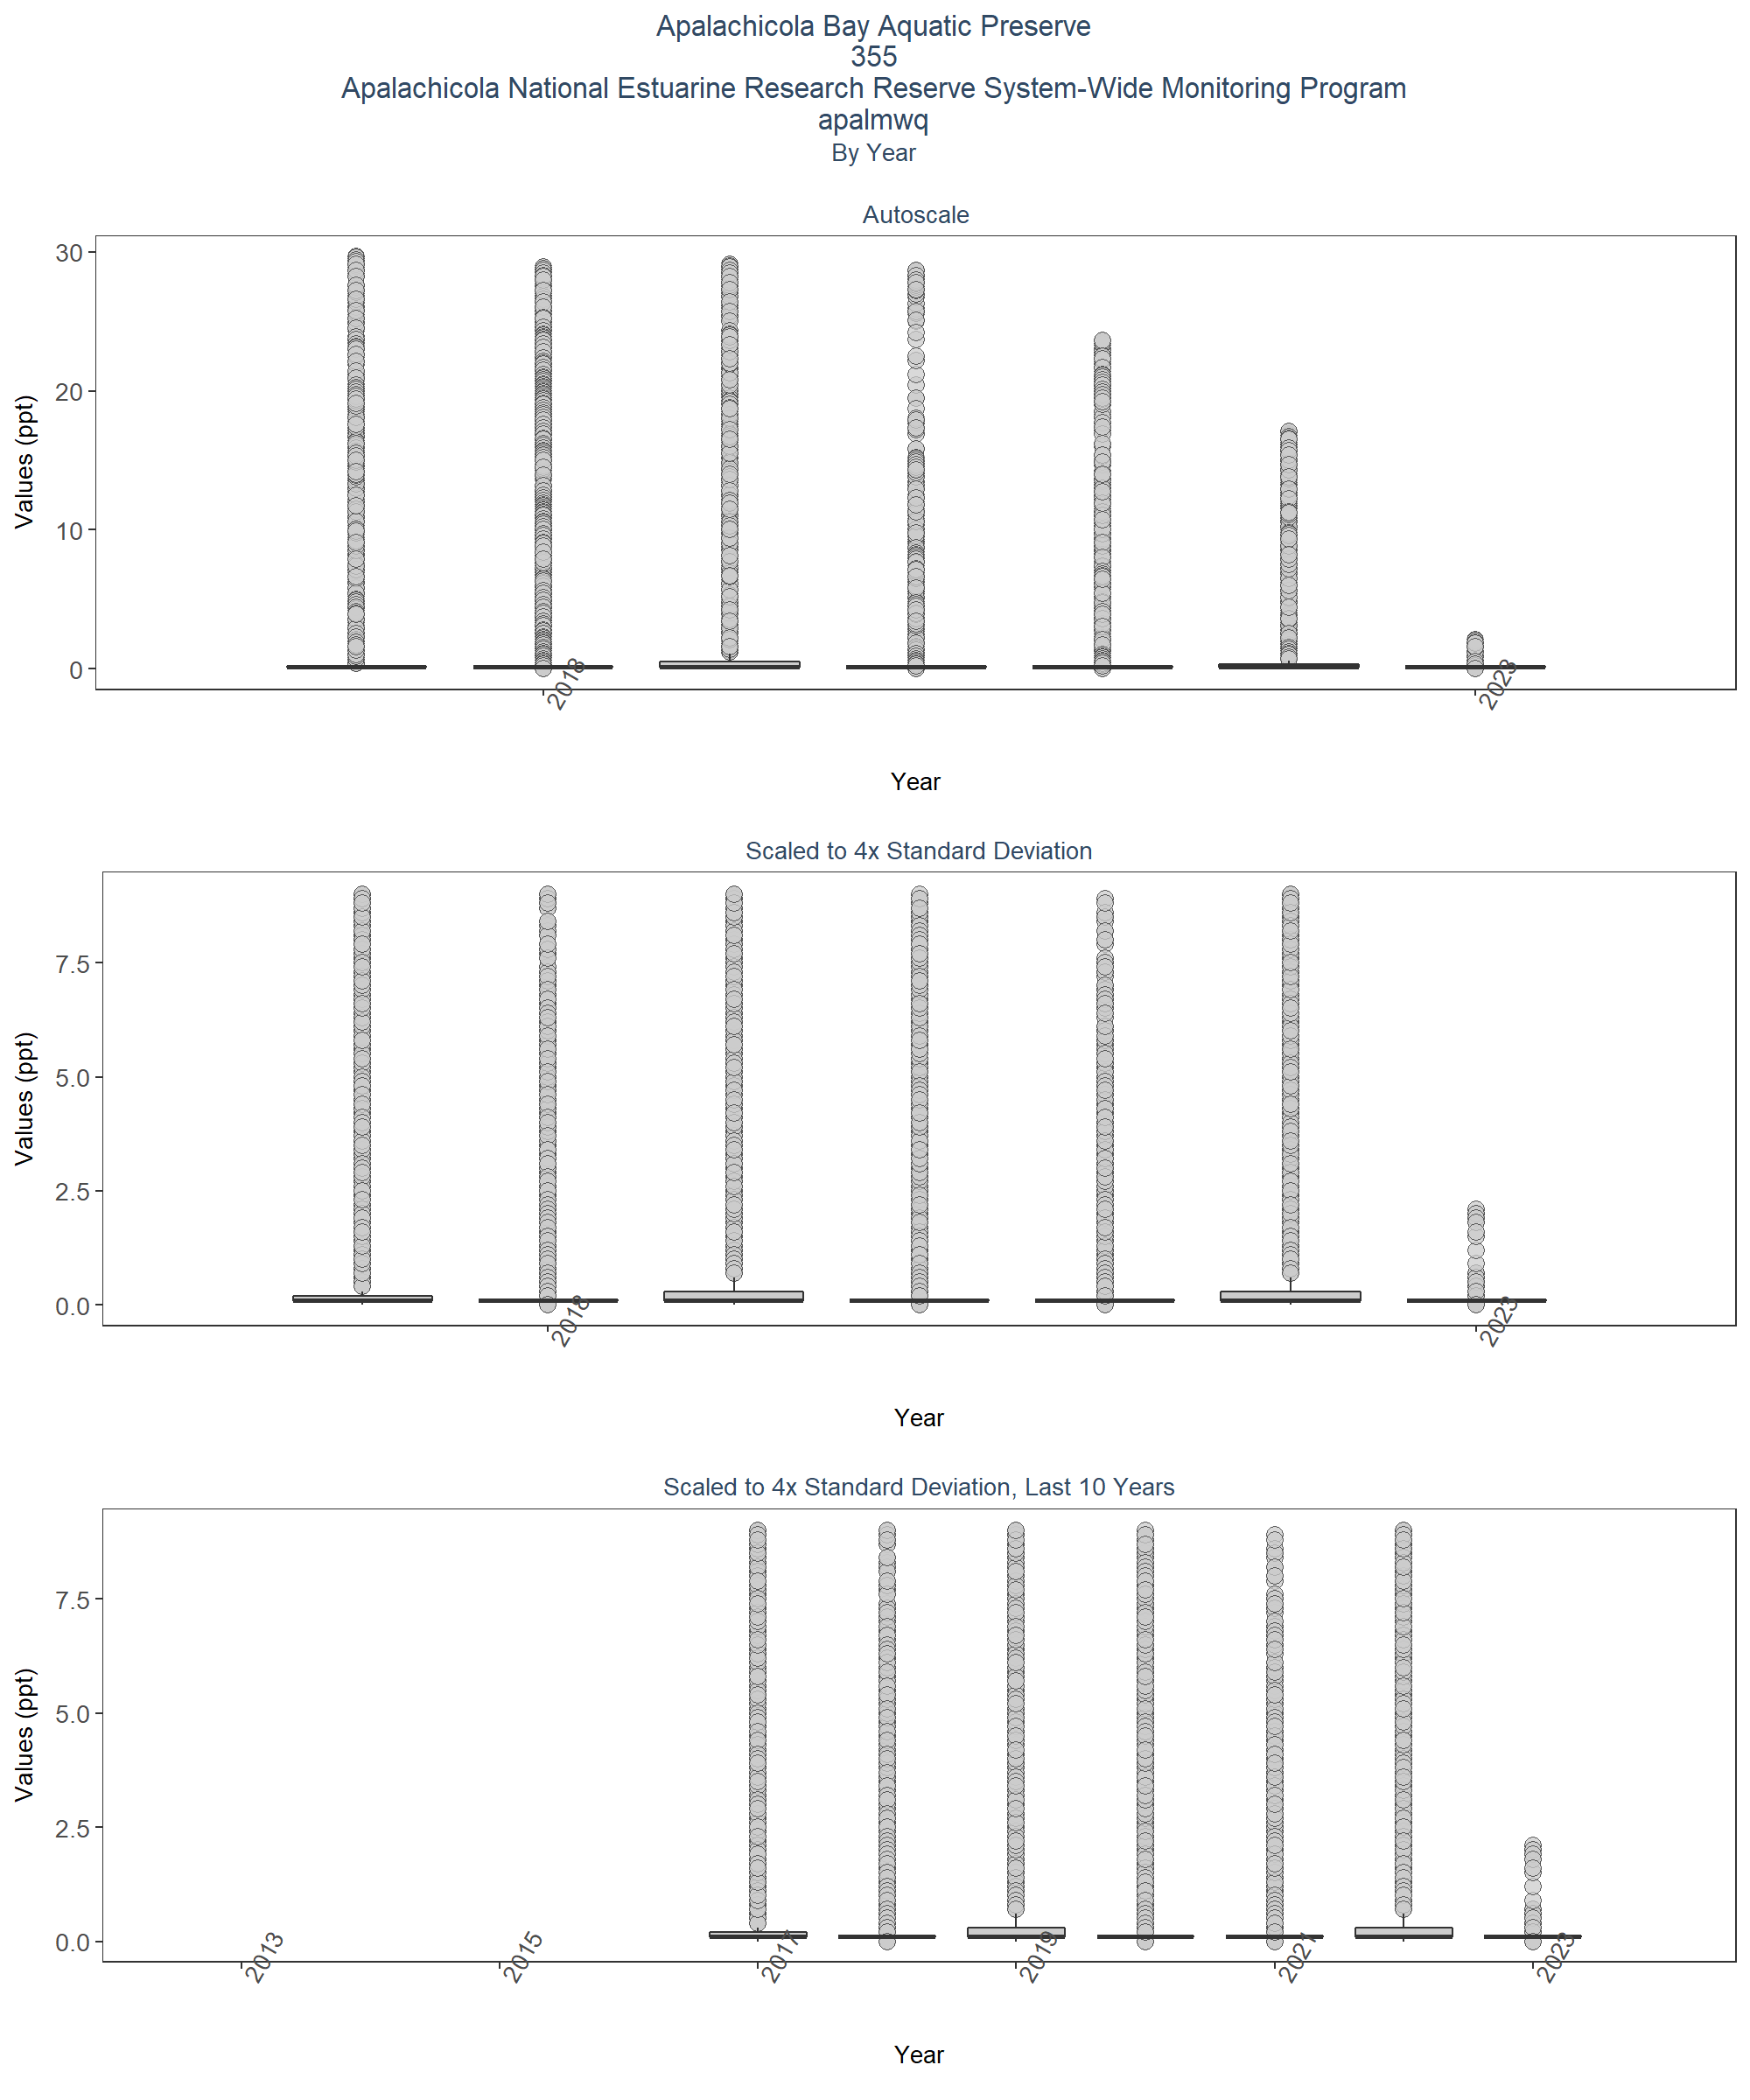 Apalachicola Bay Aquatic Preserve
355
Apalachicola National Estuarine Research Reserve System-Wide Monitoring Program
apalmwq
By Year
Autoscale
Values (ppt)
30
20
10
0
2018
2023
Year
Scaled to 4x Standard Deviation
Values (ppt)
7.5
5.0
2.5
0.0
2018
2023
Year
Scaled to 4x Standard Deviation, Last 10 Years
Values (ppt)
7.5
5.0
2.5
0.0
2013
2015
2017
2019
2021
2023
Year